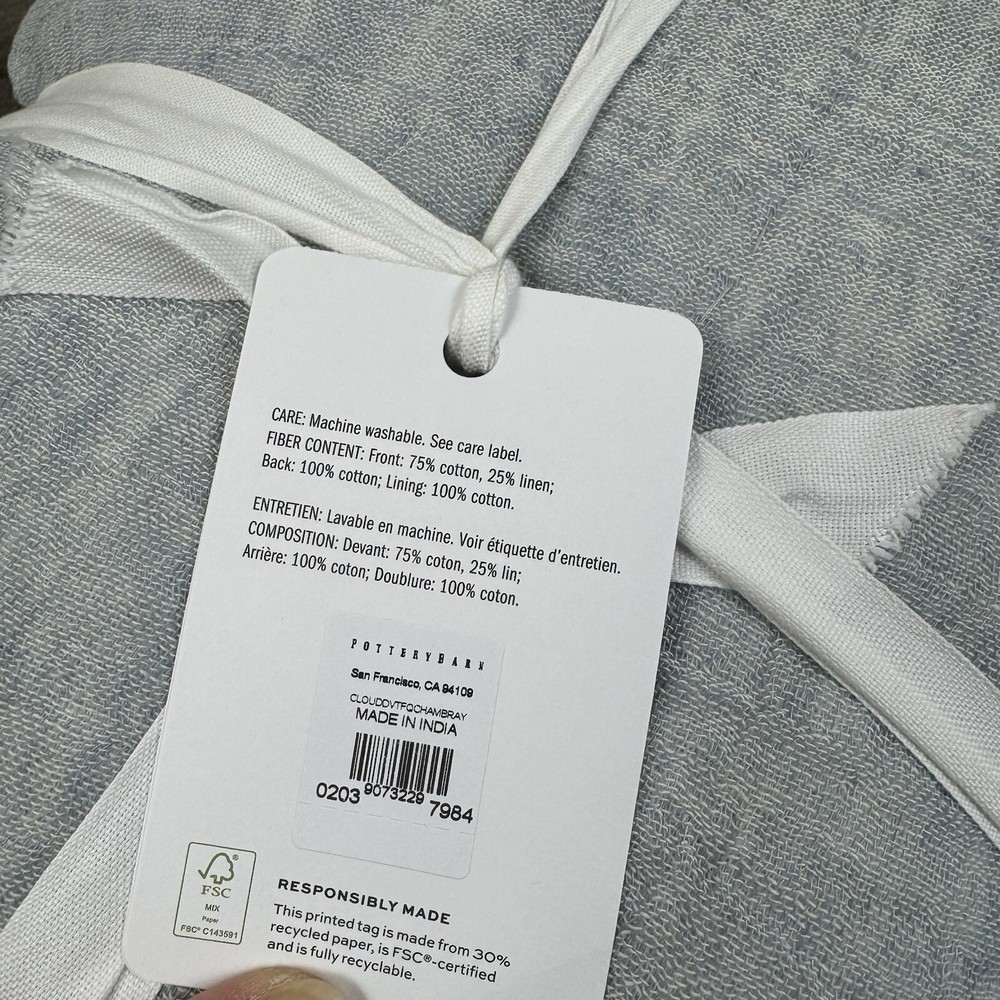 CARE: Machine washable. See care label.
FIBER CONTENT: Front: 75% cotton, 25% linen;
Back: 100% cotton; Lining: 100% cotton.
ENTRETIEN: Lavable en machine. Voir étiquette d'entretien.
COMPOSITION: Devant: 75% coton, 25% lin;
Arrière: 100% coton; Doublure: 100% coton.
POTTERYBARN
San Francisco, CA 94109
CLOUDDVTFQCHAMBRAY
MADE IN INDIA
0203 9073229 7984
FSC
MIX
Paper
FSC® C143591
RESPONSIBLY MADE
This printed tag is made from 30%
recycled paper, is FSC®-certified
and is fully recyclable.